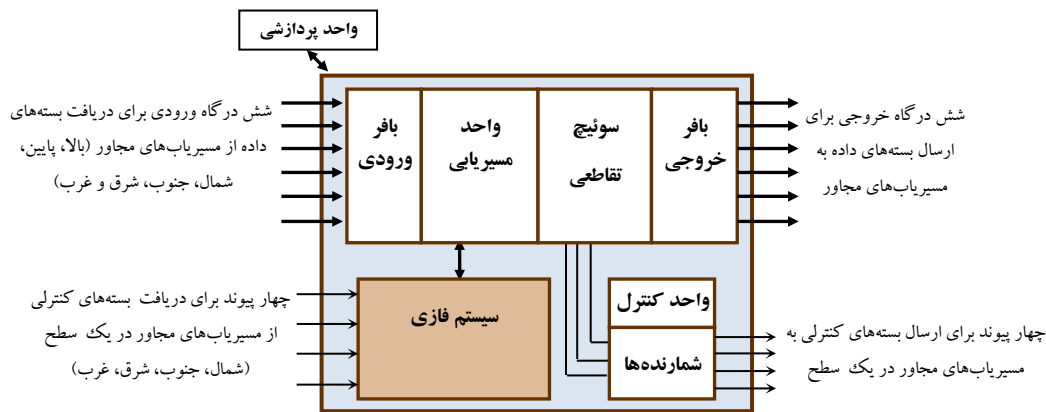 واحد پردازشی
شش درگاه ورودی برای دریافت بسته‌های
داده از مسیریاب‌های مجاور (بالا، پایین،
شمال، جنوب، شرق و غرب)
بافر
ورودی
واحد
مسیریابی
سوئیچ
تقاطعی
بافر
خروجی
شش درگاه خروجی برای
ارسال بسته‌های داده به
مسیریاب‌های مجاور
چهار پیوند برای دریافت بسته‌های کنترلی
از مسیریاب‌های مجاور در یک سطح
(شمال، جنوب، شرق، غرب)
سیستم فازی
واحد کنترل
شمارنده‌ها
چهار پیوند برای ارسال بسته‌های کنترلی به
مسیریاب‌های مجاور در یک سطح